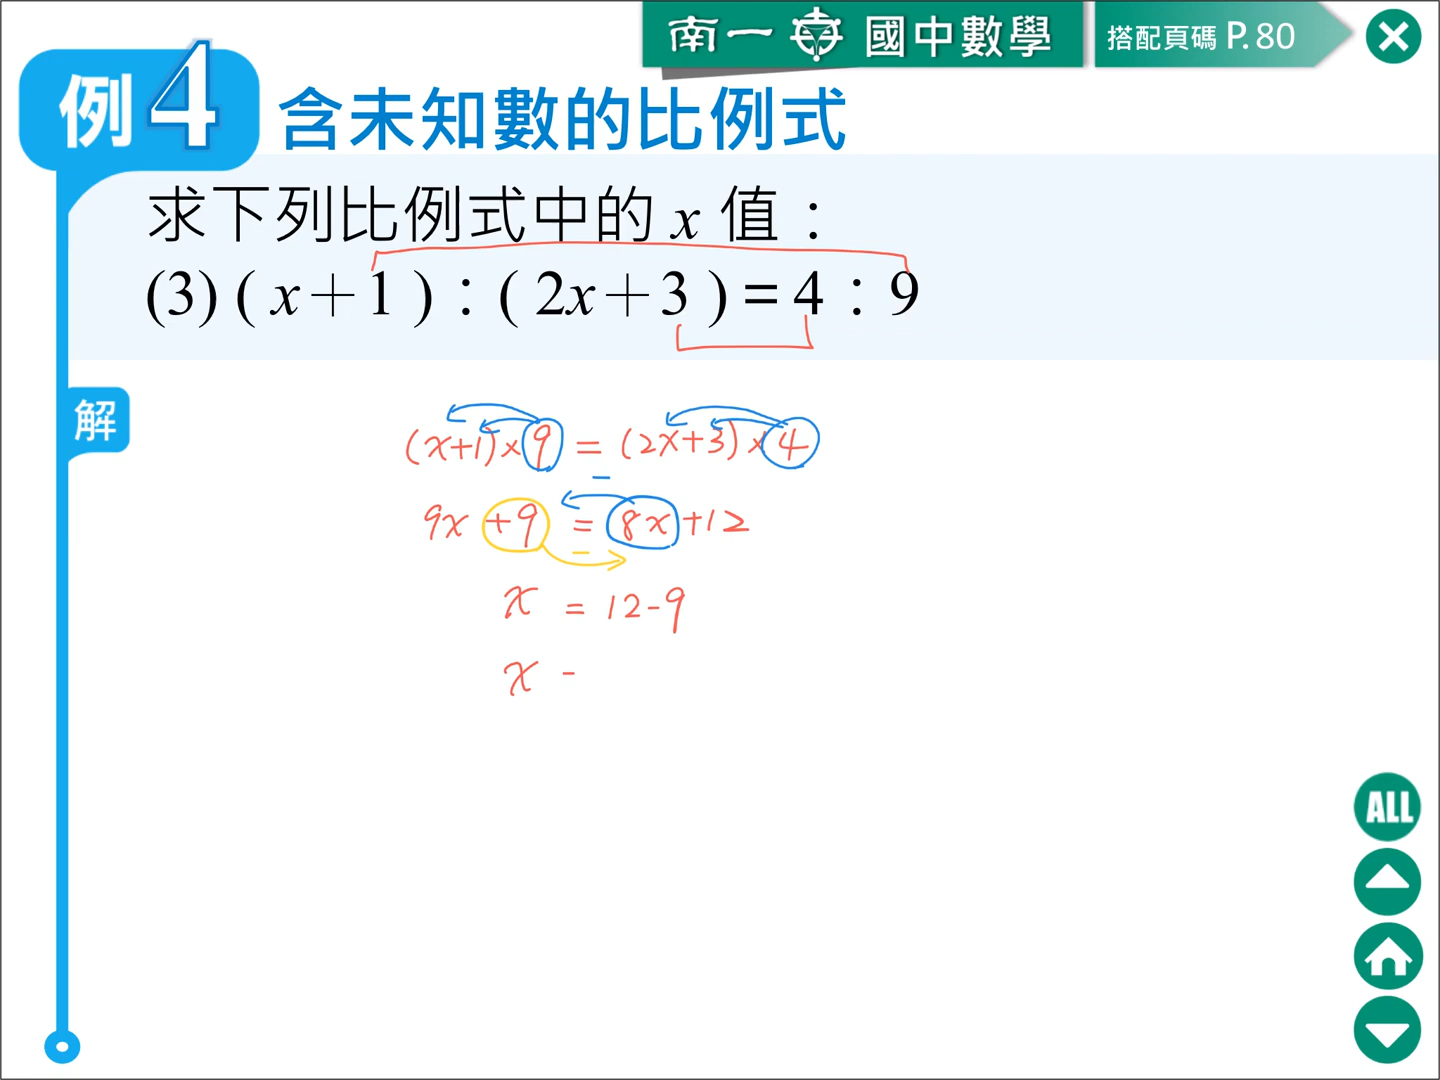 南一 國中數學
搭配頁碼 P. 80
例4 含未知數的比例式
求下列比例式中的 x 值：
(3) ( x＋1 )：( 2x＋3 ) = 4：9
解
(x+1)×9 = (2x+3)×4
9x +9 = 8x +12
x = 12-9
x -
ALL